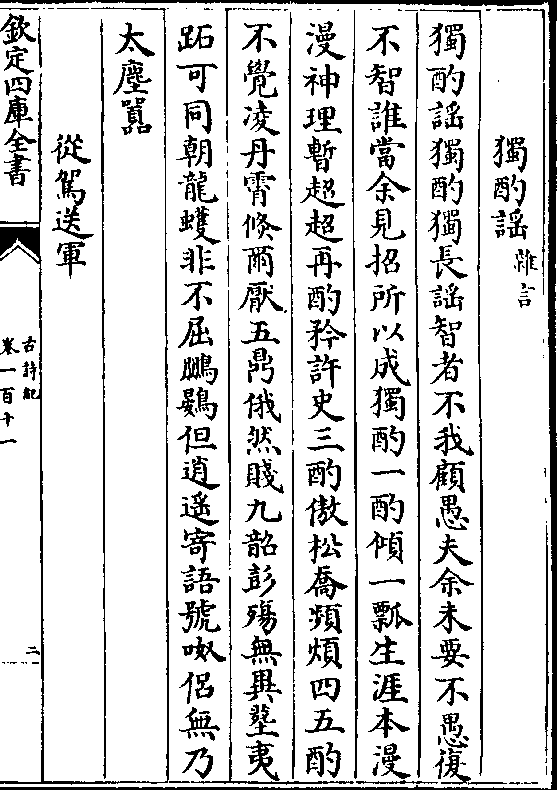 獨酌謡 雜言
獨酌謡獨酌獨長謡智者不我顧愚夫余未要不愚復
不智誰當余見招所以成獨酌一酌傾一瓢生涯本漫
漫神理暫超超再酌矜許史三酌傲松喬頻煩四五酌
不覺凌丹霄倏爾厭五鼎俄然賤九韶彭殤無異塟夷
跖可同朝龍蠖非不屈鵬鷃但逍遥寄語號呶侣無乃
太塵囂
從駕送軍
欽定四庫全書
古詩紀
卷一百十一
二